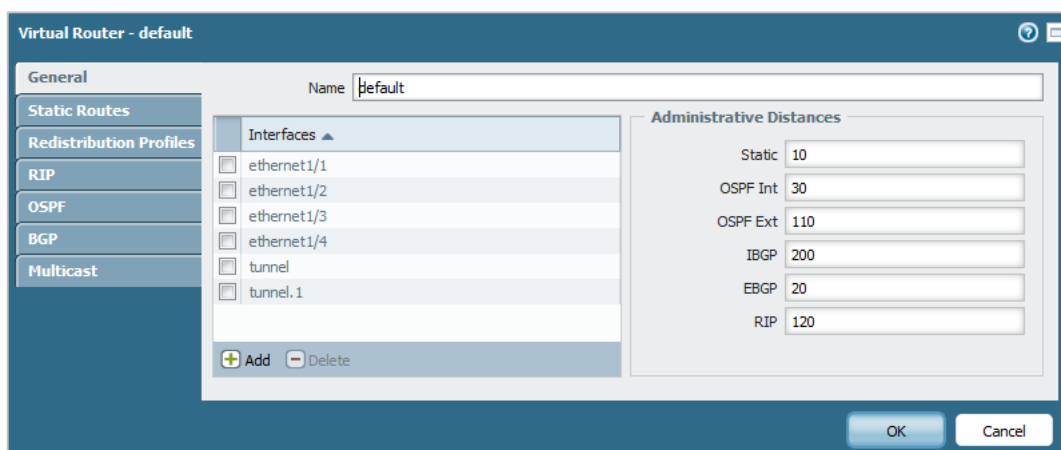 Virtual Router - default
General
Static Routes
Redistribution Profiles
RIP
OSPF
BGP
Multicast
Name default
Interfaces
ethernet1/1
ethernet1/2
ethernet1/3
ethernet1/4
tunnel
tunnel.1
Add Delete
Administrative Distances
Static 10
OSPF Int 30
OSPF Ext 110
IBGP 200
EBGP 20
RIP 120
OK Cancel